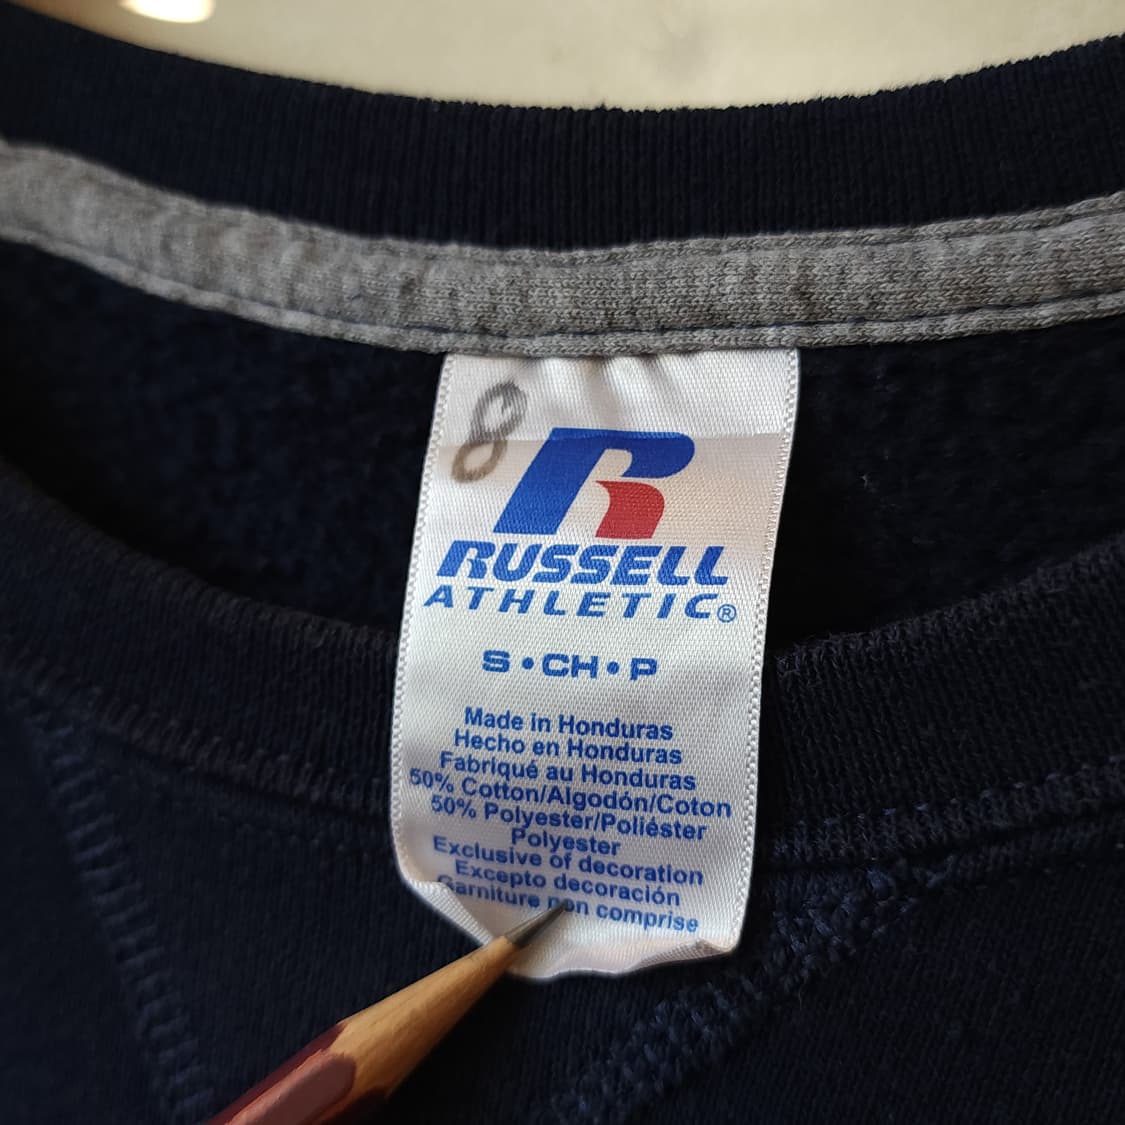 8
RUSSELL
ATHLETIC®
S • CH • P
Made in Honduras
Hecho en Honduras
Fabriqué au Honduras
50% Cotton/Algodón/Coton
50% Polyester/Poliéster
Polyester
Exclusive of decoration
Excepto decoración
Garniture non comprise